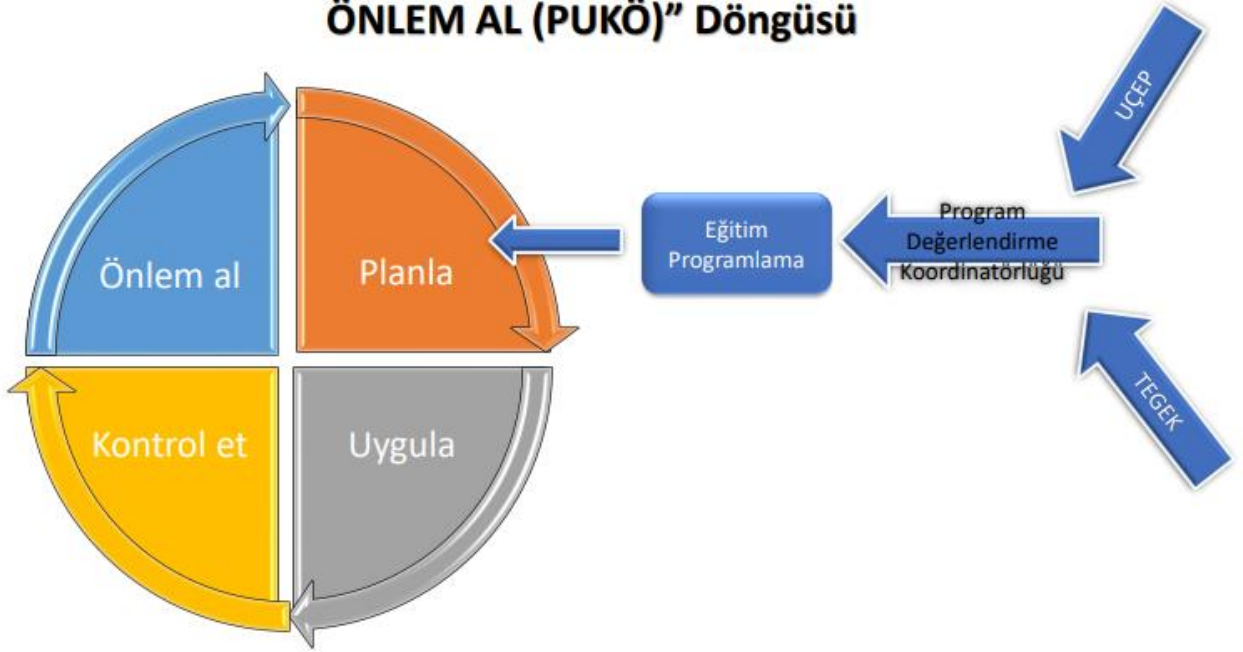 ÖNLEM AL (PUKÖ)” Döngüsü
Önlem al
Planla
Kontrol et
Uygula
Eğitim
Programlama
Program
Değerlendirme
Koordinatörlüğü
UÇEP
TEGEK